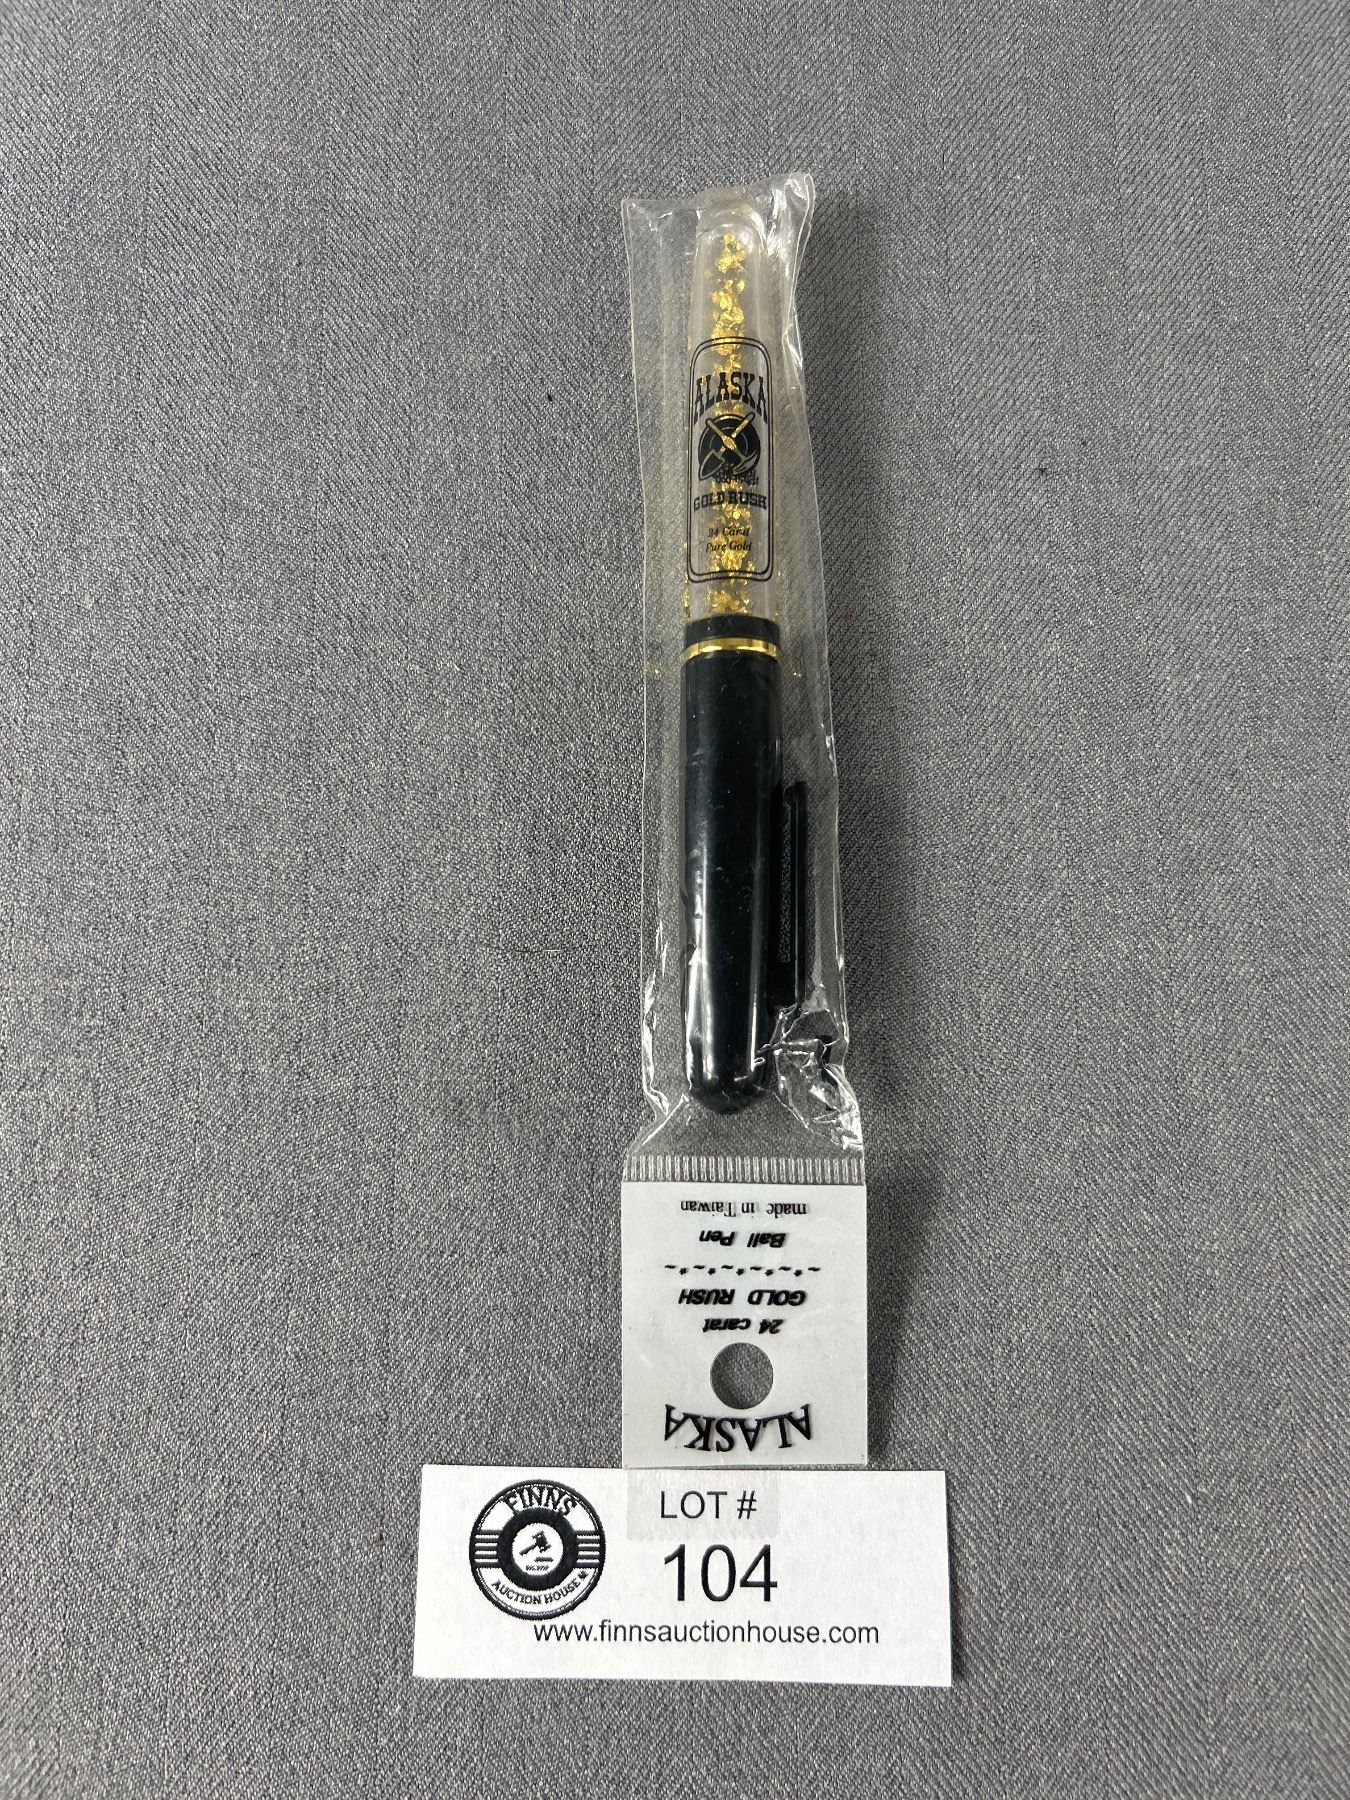 ALASKA
GOLD RUSH
24 Carat
Pure Gold
ALASKA
24 carat
GOLD RUSH
~*~*~*~*~*~
Ball Pen
made in Taiwan
FINNS
AUCTION HOUSE
LOT #
104
www.finnsauctionhouse.com